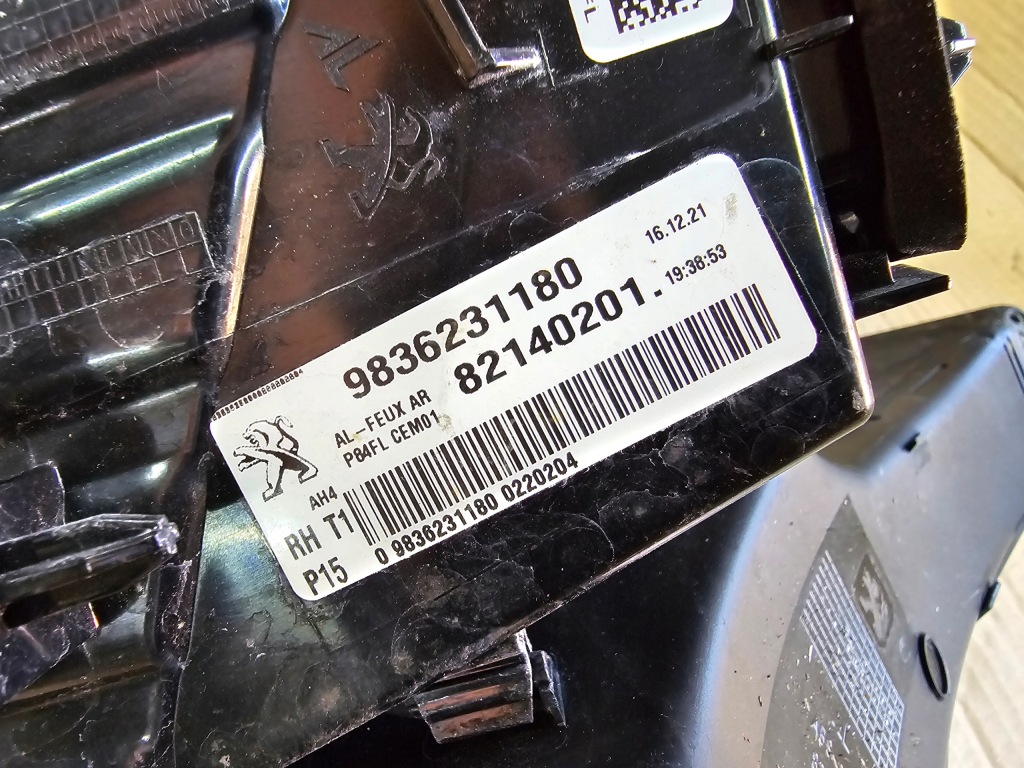 AL
16.12.21
9836231180
19:38:53
82140201.
AL-FEUX AR
P84FL CEM01
AH4
RH T1
P15
0 9836231180 0220204